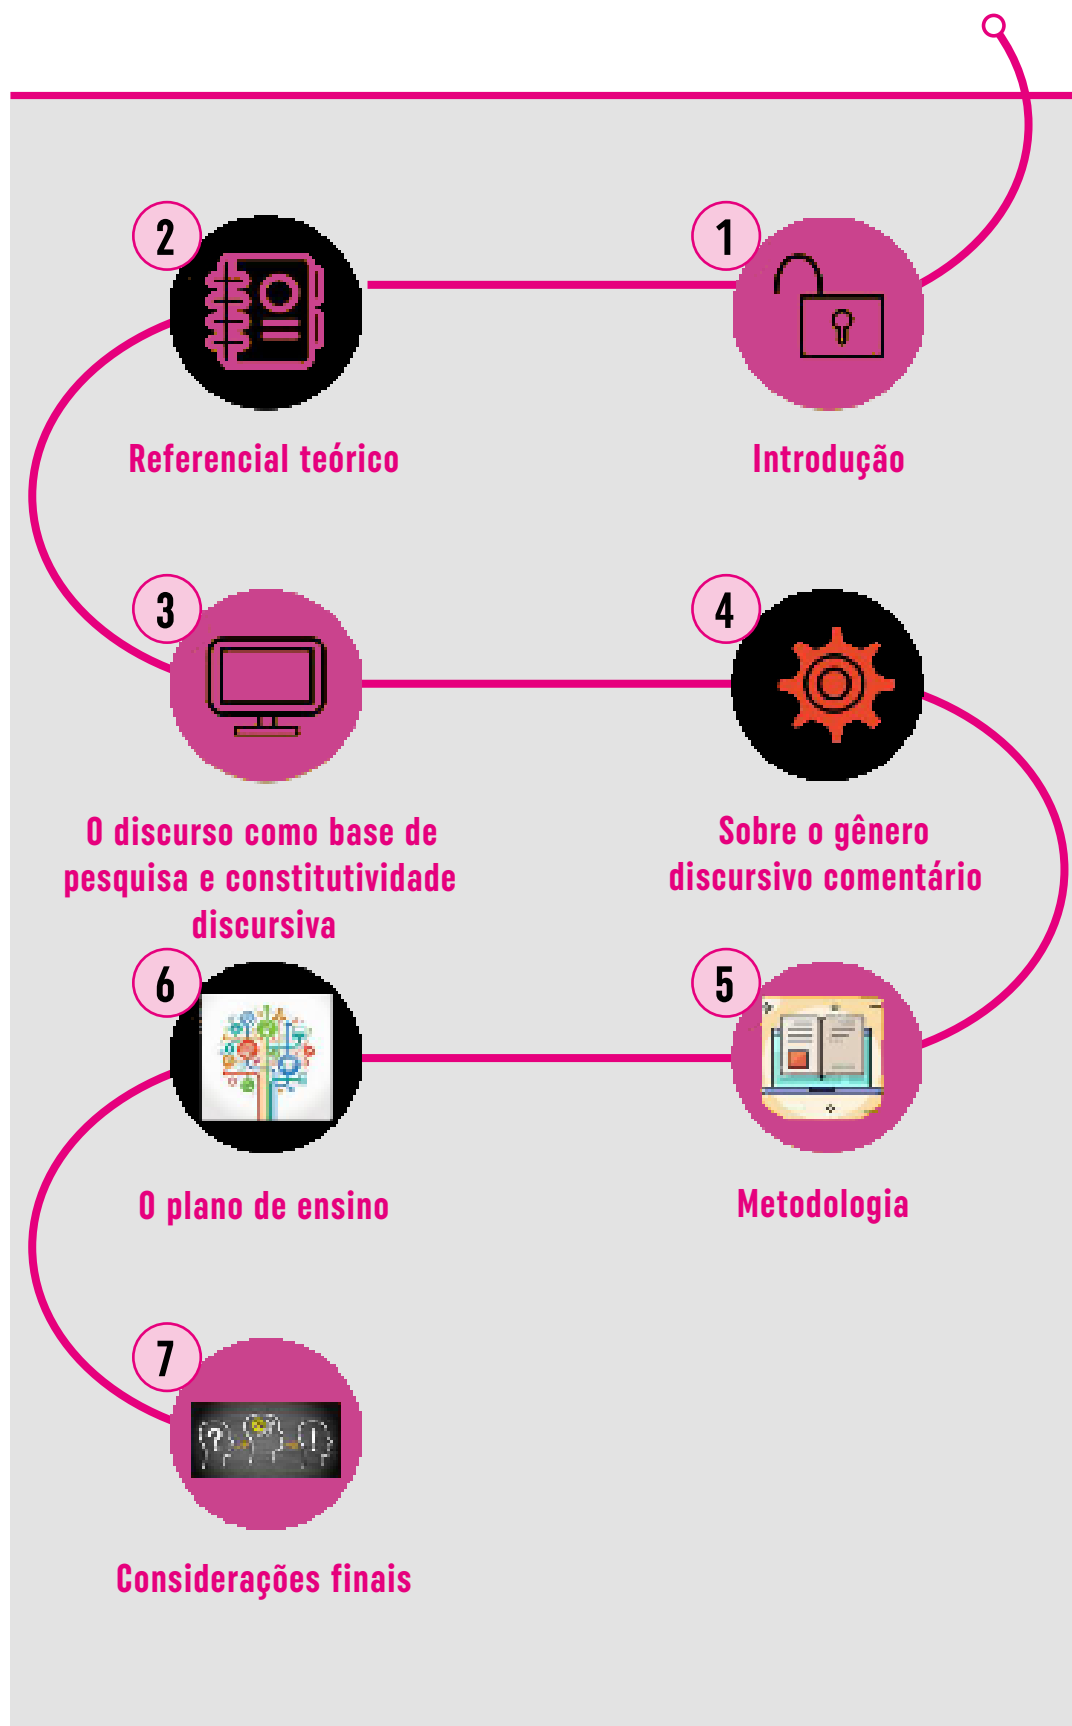 1
Introdução
2
Referencial teórico
3
O discurso como base de
pesquisa e constitutividade
discursiva
4
Sobre o gênero
discursivo comentário
5
Metodologia
6
O plano de ensino
7
? !
Considerações finais